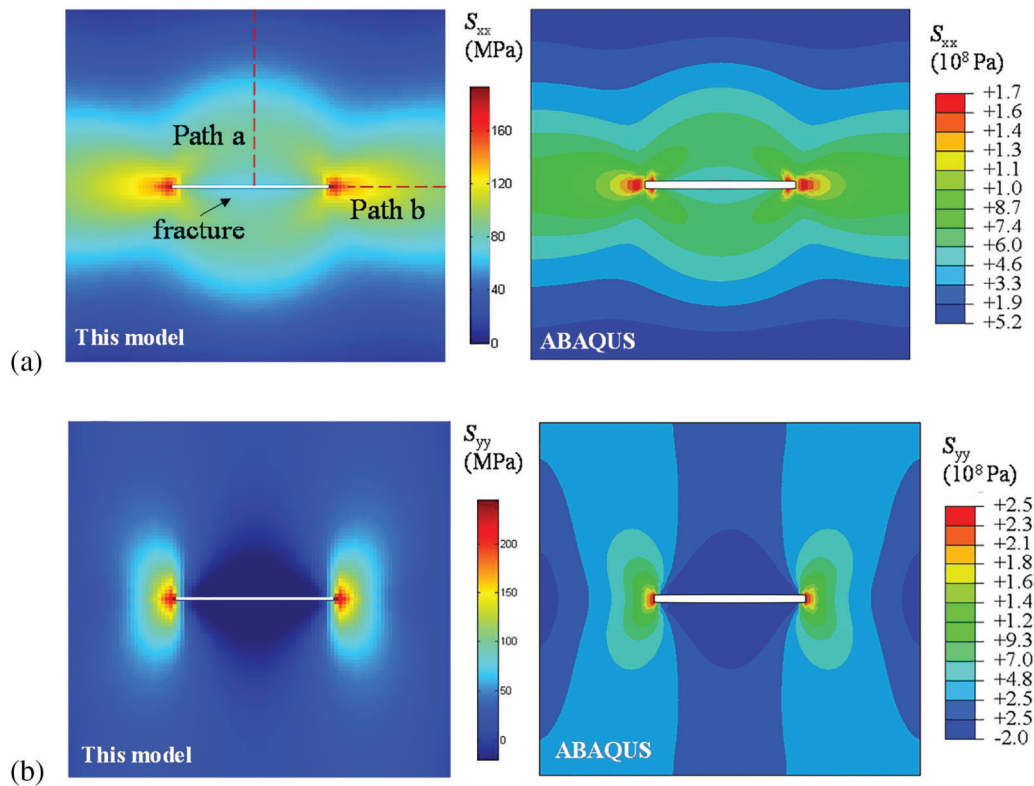 Sxx
(MPa)
160
120
80
40
0
Path a
Path b
fracture
This model
(a)
Sxx
(10⁸ Pa)
+1.7
+1.6
+1.4
+1.3
+1.1
+1.0
+8.7
+7.4
+6.0
+4.6
+3.3
+1.9
+5.2
ABAQUS
Syy
(MPa)
200
150
100
50
0
This model
(b)
Syy
(10⁸ Pa)
+2.5
+2.3
+2.1
+1.8
+1.6
+1.4
+1.2
+9.3
+7.0
+4.8
+2.5
+2.5
-2.0
ABAQUS